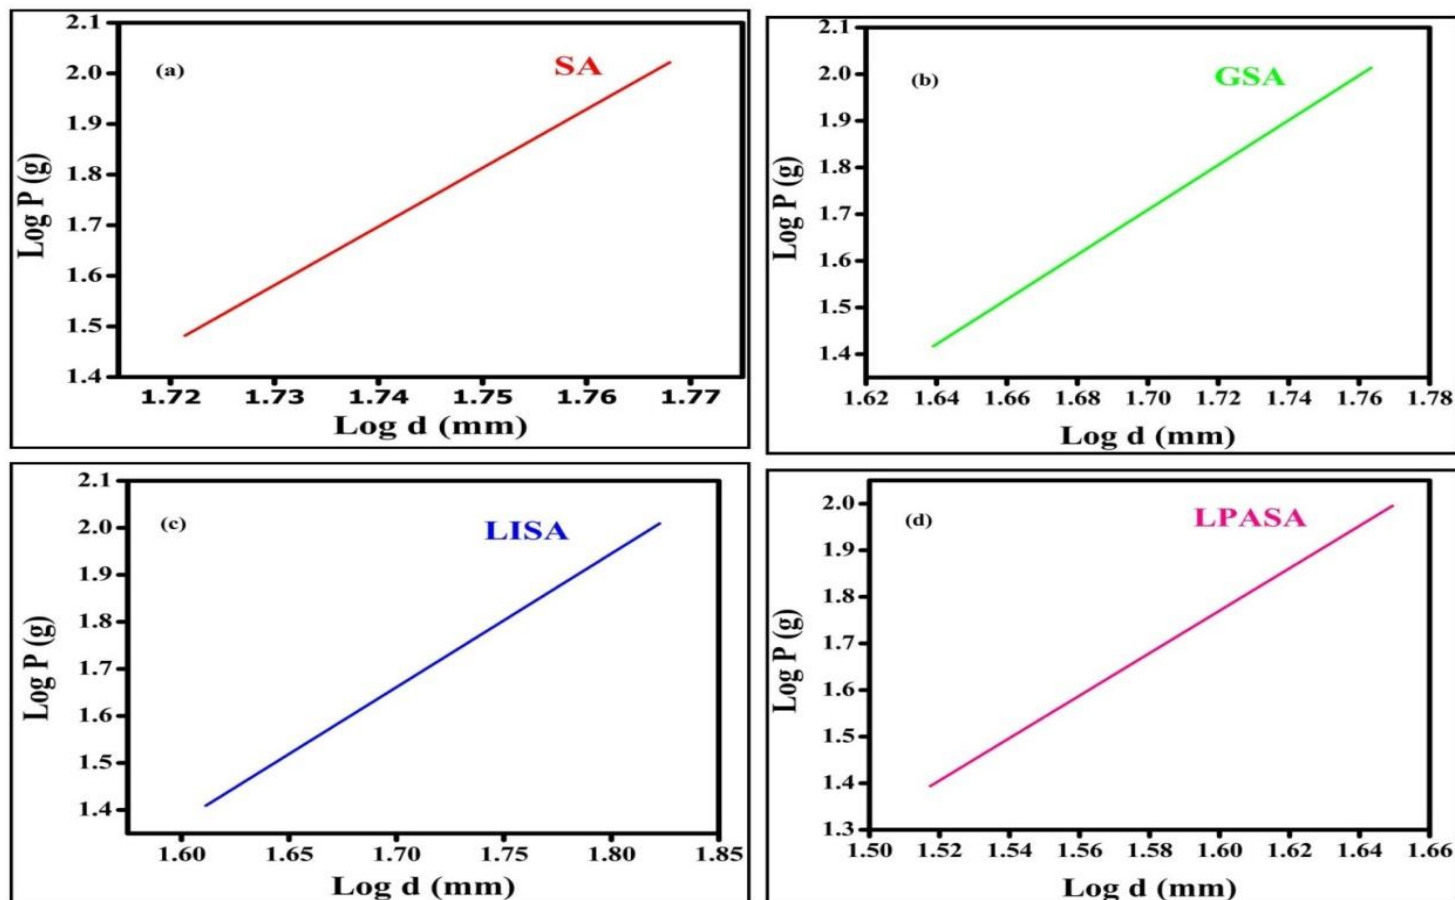 2.1
2.0
1.9
1.8
1.7
1.6
1.5
1.4
Log P (g)
(a)
SA
1.72 1.73 1.74 1.75 1.76 1.77
Log d (mm)
2.1
2.0
1.9
1.8
1.7
1.6
1.5
1.4
Log P (g)
(b)
GSA
1.62 1.64 1.66 1.68 1.70 1.72 1.74 1.76 1.78
Log d (mm)
2.1
2.0
1.9
1.8
1.7
1.6
1.5
1.4
Log P (g)
(c)
LISA
1.60 1.65 1.70 1.75 1.80 1.85
Log d (mm)
2.0
1.9
1.8
1.7
1.6
1.5
1.4
1.3
Log P (g)
(d)
LPASA
1.50 1.52 1.54 1.56 1.58 1.60 1.62 1.64 1.66
Log d (mm)